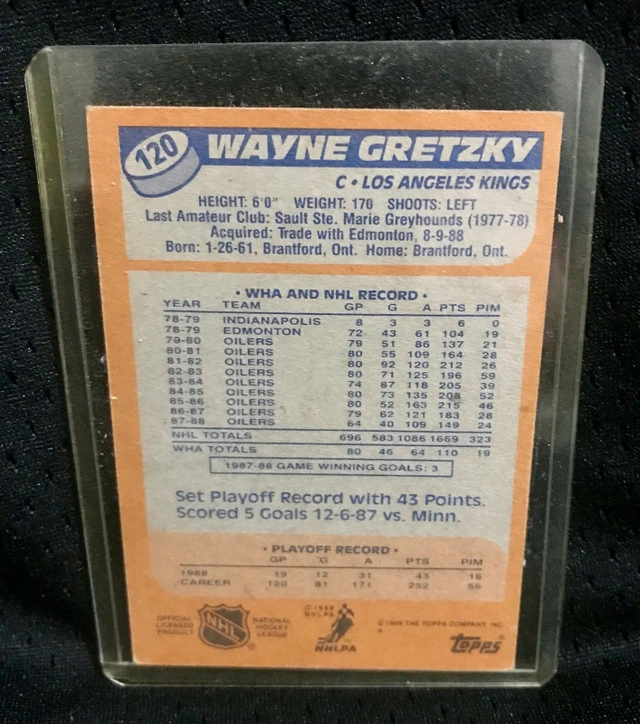 120
WAYNE GRETZKY
C • LOS ANGELES KINGS
HEIGHT: 6'0" WEIGHT: 170 SHOOTS: LEFT
Last Amateur Club: Sault Ste. Marie Greyhounds (1977-78)
Acquired: Trade with Edmonton, 8-9-88
Born: 1-26-61, Brantford, Ont. Home: Brantford, Ont.
• WHA AND NHL RECORD •
YEAR TEAM GP G A PTS PIM
78-79 INDIANAPOLIS 8 3 3 6 0
78-79 EDMONTON 72 43 61 104 19
79-80 OILERS 79 51 86 137 21
80-81 OILERS 80 55 109 164 28
81-82 OILERS 80 92 120 212 26
82-83 OILERS 80 71 125 196 59
83-84 OILERS 74 87 118 205 39
84-85 OILERS 80 73 135 208 52
85-86 OILERS 80 52 163 215 46
86-87 OILERS 79 62 121 183 28
87-88 OILERS 64 40 109 149 24
NHL TOTALS 696 583 1086 1669 323
WHA TOTALS 80 46 64 110 19
1987-88 GAME WINNING GOALS: 3
Set Playoff Record with 43 Points.
Scored 5 Goals 12-6-87 vs. Minn.
• PLAYOFF RECORD •
GP G A PTS PIM
1988 19 12 31 43 16
CAREER 120 81 171 252
OFFICIAL LICENSED PRODUCT
NHL
®
NATIONAL HOCKEY LEAGUE
© 1988 NHLPA
NHLPA
© 1988 THE TOPPS COMPANY, INC.
*
topps®